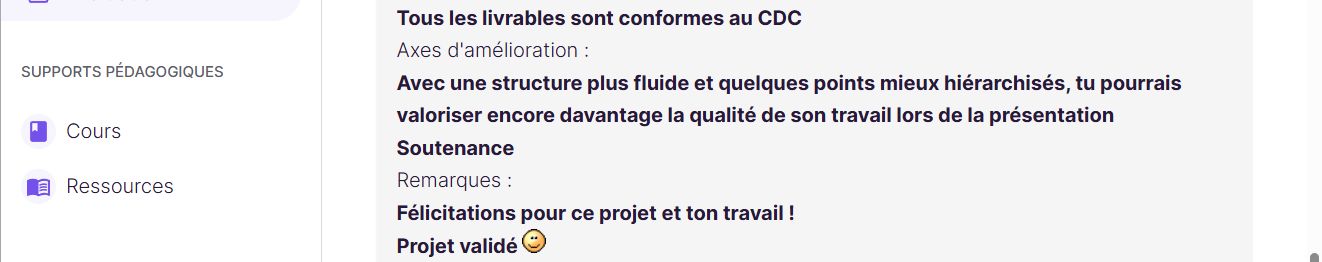 SUPPORTS PÉDAGOGIQUES
Cours
Ressources
Tous les livrables sont conformes au CDC
Axes d'amélioration :
Avec une structure plus fluide et quelques points mieux hiérarchisés, tu pourrais
valoriser encore davantage la qualité de son travail lors de la présentation
Soutenance
Remarques :
Félicitations pour ce projet et ton travail !
Projet validé